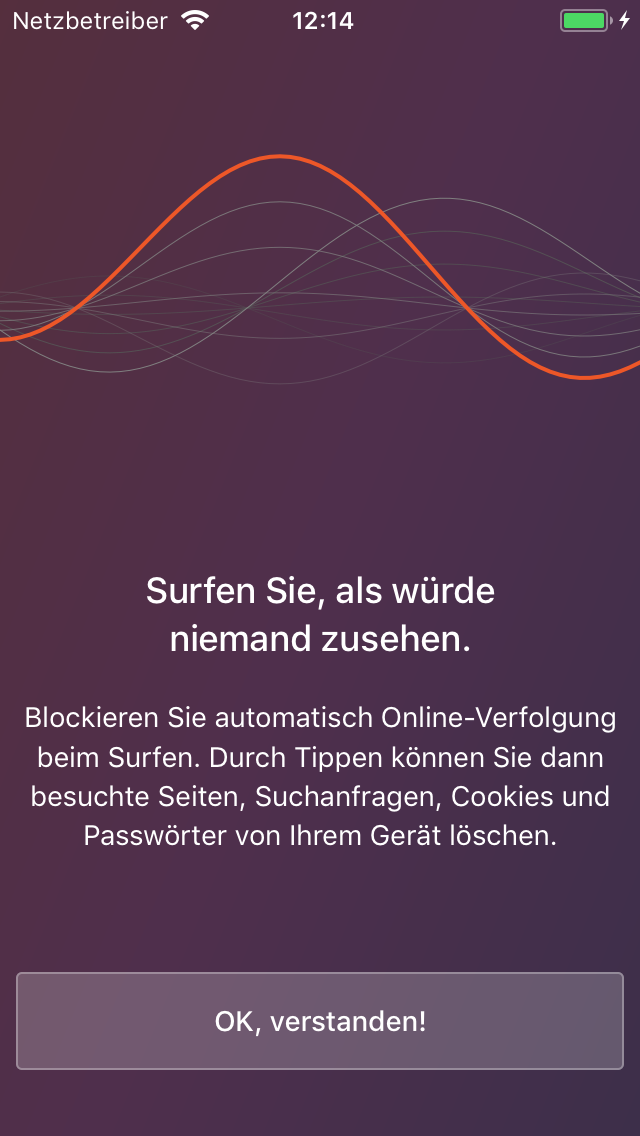 Netzbetreiber 12:14
Surfen Sie, als würde
niemand zusehen.
Blockieren Sie automatisch Online-Verfolgung
beim Surfen. Durch Tippen können Sie dann
besuchte Seiten, Suchanfragen, Cookies und
Passwörter von Ihrem Gerät löschen.
OK, verstanden!